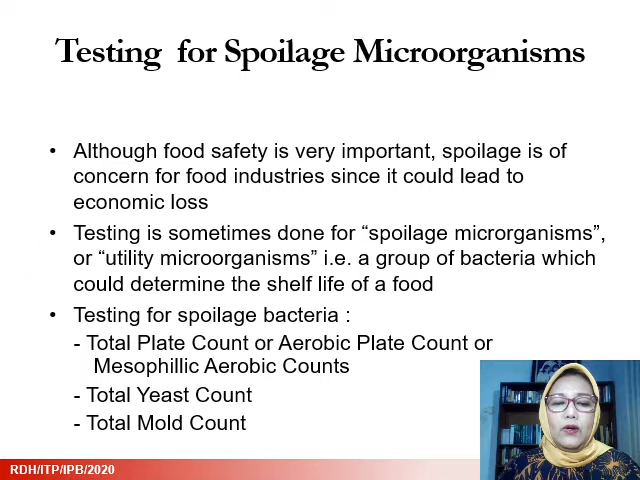 Testing for Spoilage Microorganisms
• Although food safety is very important, spoilage is of
concern for food industries since it could lead to
economic loss
• Testing is sometimes done for “spoilage microorganisms”,
or “utility microorganisms” i.e. a group of bacteria which
could determine the shelf life of a food
• Testing for spoilage bacteria :
- Total Plate Count or Aerobic Plate Count or
Mesophillic Aerobic Counts
- Total Yeast Count
- Total Mold Count
RDH/ITP/IPB/2020